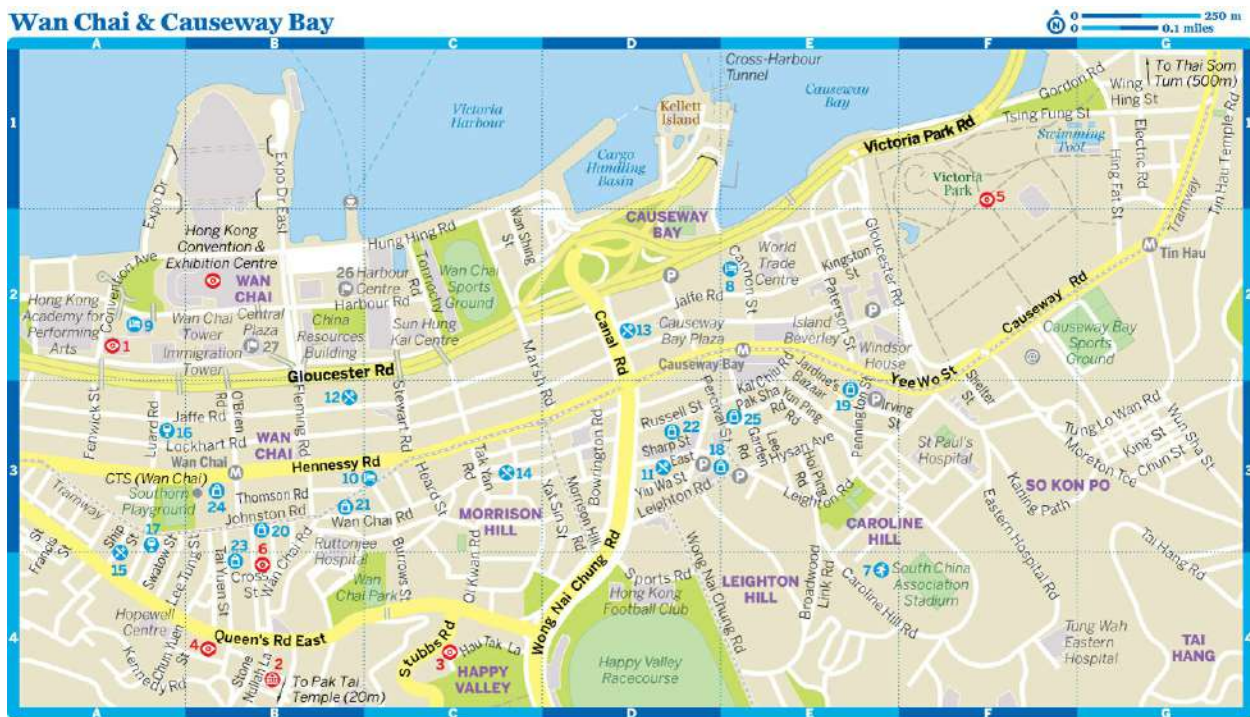 Wan Chai & Causeway Bay
0 250 m
0 0.1 miles
N
A B C D E F G
1
2
3
4
1
2
3
4
A B C D E F G
Cross-Harbour
Tunnel
Victoria
Harbour
Causeway
Bay
Kellett
Island
Cargo
Handling
Basin
To Thai Som
Tum (500m)
Gordon Rd
Wing
Hing St
Tsing Fung St
Swimming
Pool
Electric Rd
Hing Fat St
Tin Hau Temple Rd
Tramway
Victoria Park Rd
Victoria
Park
5
Expo Dr
Expo Dr East
Hong Kong
Convention &
Exhibition Centre
Convention Ave
WAN
CHAI
Hung Hing Rd
Tonnochy
Wan Shing
St
Wan Chai
Sports
Ground
26 Harbour
Centre
Harbour Rd
CAUSEWAY
BAY
Cannon St
8
World
Trade
Centre
Kingston
St
Gloucester Rd
Paterson St
P
P
M
Tin Hau
Causeway Rd
Causeway Bay
Sports
Ground
Hong Kong
Academy for
Performing
Arts
9
1
Wan Chai
Tower
Immigration
Tower
Central
Plaza
27
China
Resources
Building
Sun Hung
Kai Centre
Gloucester Rd
Marsh Rd
Canal Rd
13
Jaffe Rd
Causeway
Bay Plaza
Causeway Bay
M
Island
Beverley
Windsor
House
Yee Wo St
Shelter
St
Fenwick St
Luard Rd
16
Jaffe Rd
Lockhart Rd
O'Brien
Rd
12
Fleming Rd
Stewart Rd
WAN
CHAI
Wan Chai
M
Hennessy Rd
Bowrington Rd
Russell St
22
Sharp St
East
11
Yiu Wa St
Leighton Rd
Percival St
18
P
P
25
Kai Chiu Rd
Pak Sha Rd
Yun Ping
Rd
Lee
Garden
Rd
Hysan Ave
Hoi Ping
Rd
Leighton Rd
Jardine's
Bazaar
19
P
Irving
St
Pennington
St
St Paul's
Hospital
Tung Lo Wan Rd
King St
Chun St
Moreton Tce
Wun Sha St
Kaning Path
SO KON PO
Eastern Hospital Rd
Tai Hang Rd
CTS (Wan Chai)
Southorn
Playground
24
Thomson Rd
Johnston Rd
10
21
20
Wan Chai Rd
Heard St
Tak Yan
14
MORRISON
HILL
Yat Sin St
Morrison Hill
Rd
Tramway
St
Francis
St
Ship
St
17
15
Swatow St
Lee Tung St
23
Tai Yuen St
Cross
St
6
Wan Chai Rd
Ruttonjee
Hospital
Burrows St
Wan
Chai Park
Oi Kwan Rd
Wong Nai Chung Rd
Sports Rd
Hong Kong
Football Club
Wong Nai Chung Rd
LEIGHTON
HILL
Broadwood
Link Rd
CAROLINE
HILL
7
South China
Association
Stadium
Caroline Hill Rd
Hopewell
Centre
4
Queen's Rd East
Chun Yuen
St
Kennedy Rd
Stone
Nullah La
2
To Pak Tai
Temple (20m)
Stubbs Rd
3
Hau Tak La
HAPPY
VALLEY
Happy Valley
Racecourse
Tung Wah
Eastern
Hospital
TAI
HANG